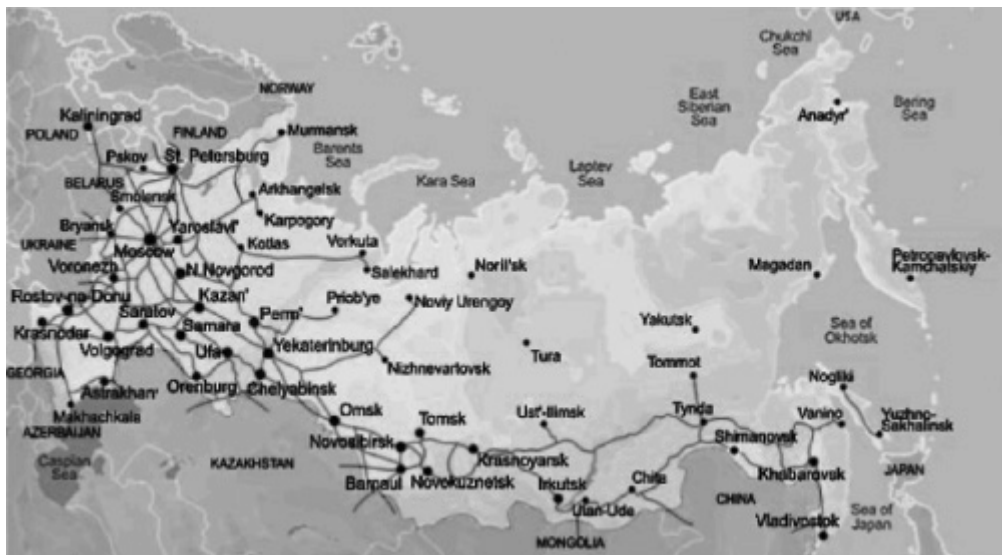 USA
Chukchi
Sea
NORWAY
East
Siberian
Sea
Bering
Sea
Anadyr'
Kaliningrad
POLAND
FINLAND
Murmansk
Barents
Sea
Pskov
St. Petersburg
Laptev
Sea
Kara Sea
BELARUS
Smolensk
Arkhangelsk
Karpogory
Bryansk
Yaroslavl'
UKRAINE
Moscow
Kotlas
Vorkuta
Petropavlovsk-
Kamchatskiy
Voronezh
N.Novgorod
Salekhard
Noril'sk
Magadan
Rostov-na-Donu
Kazan'
Priob'ye
Noviy Urengoy
Krasnodar
Saratov
Samara
Perm'
Yakutsk
Sea of
Okhotsk
Volgograd
Ufa
Yekaterinburg
Tura
Tommot
GEORGIA
Nizhnevartovsk
Astrakhan'
Orenburg
Chelyabinsk
Nogliki
Makhachkala
Omsk
Tomsk
Ust'-Ilimsk
Tynda
Vanino
Yuzhno-
Sakhalinsk
AZERBAIJAN
Novosibirsk
Shimanovsk
Caspian
Sea
KAZAKHSTAN
Krasnoyarsk
Barnaul
Novokuznetsk
Irkutsk
Chita
Khabarovsk
JAPAN
Ulan-Ude
CHINA
Vladivostok
Sea of
Japan
MONGOLIA